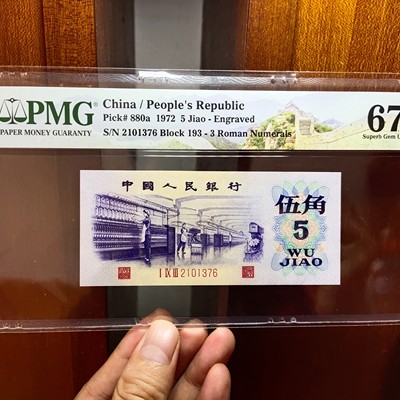 PMG
PAPER MONEY GUARANTY
China / People's Republic
Pick# 880a 1972 5 Jiao - Engraved
S/N 2101376 Block 193 - 3 Roman Numerals
67
Superb Gem U
中國人民銀行
伍角
5
WU
JIAO
I IX III 2101376